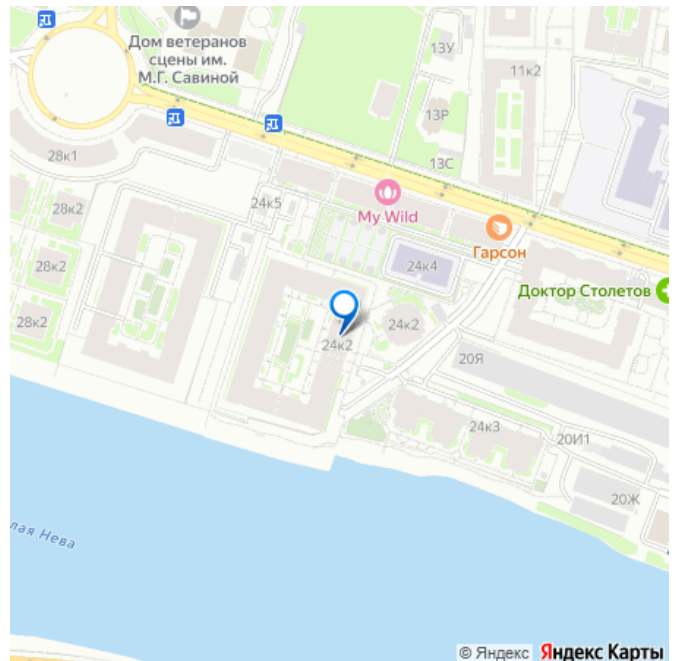 Дом ветеранов
сцены им.
М.Г. Савиной
13У
11к2
13Р
13С
28к1
My Wild
24к5
28к2
Гарсон
28к2
24к4
Доктор Столетов
28к2
24к2
24к2
20Я
24к3
20И1
20Ж
лая Нева
© Яндекс Яндекс Карты